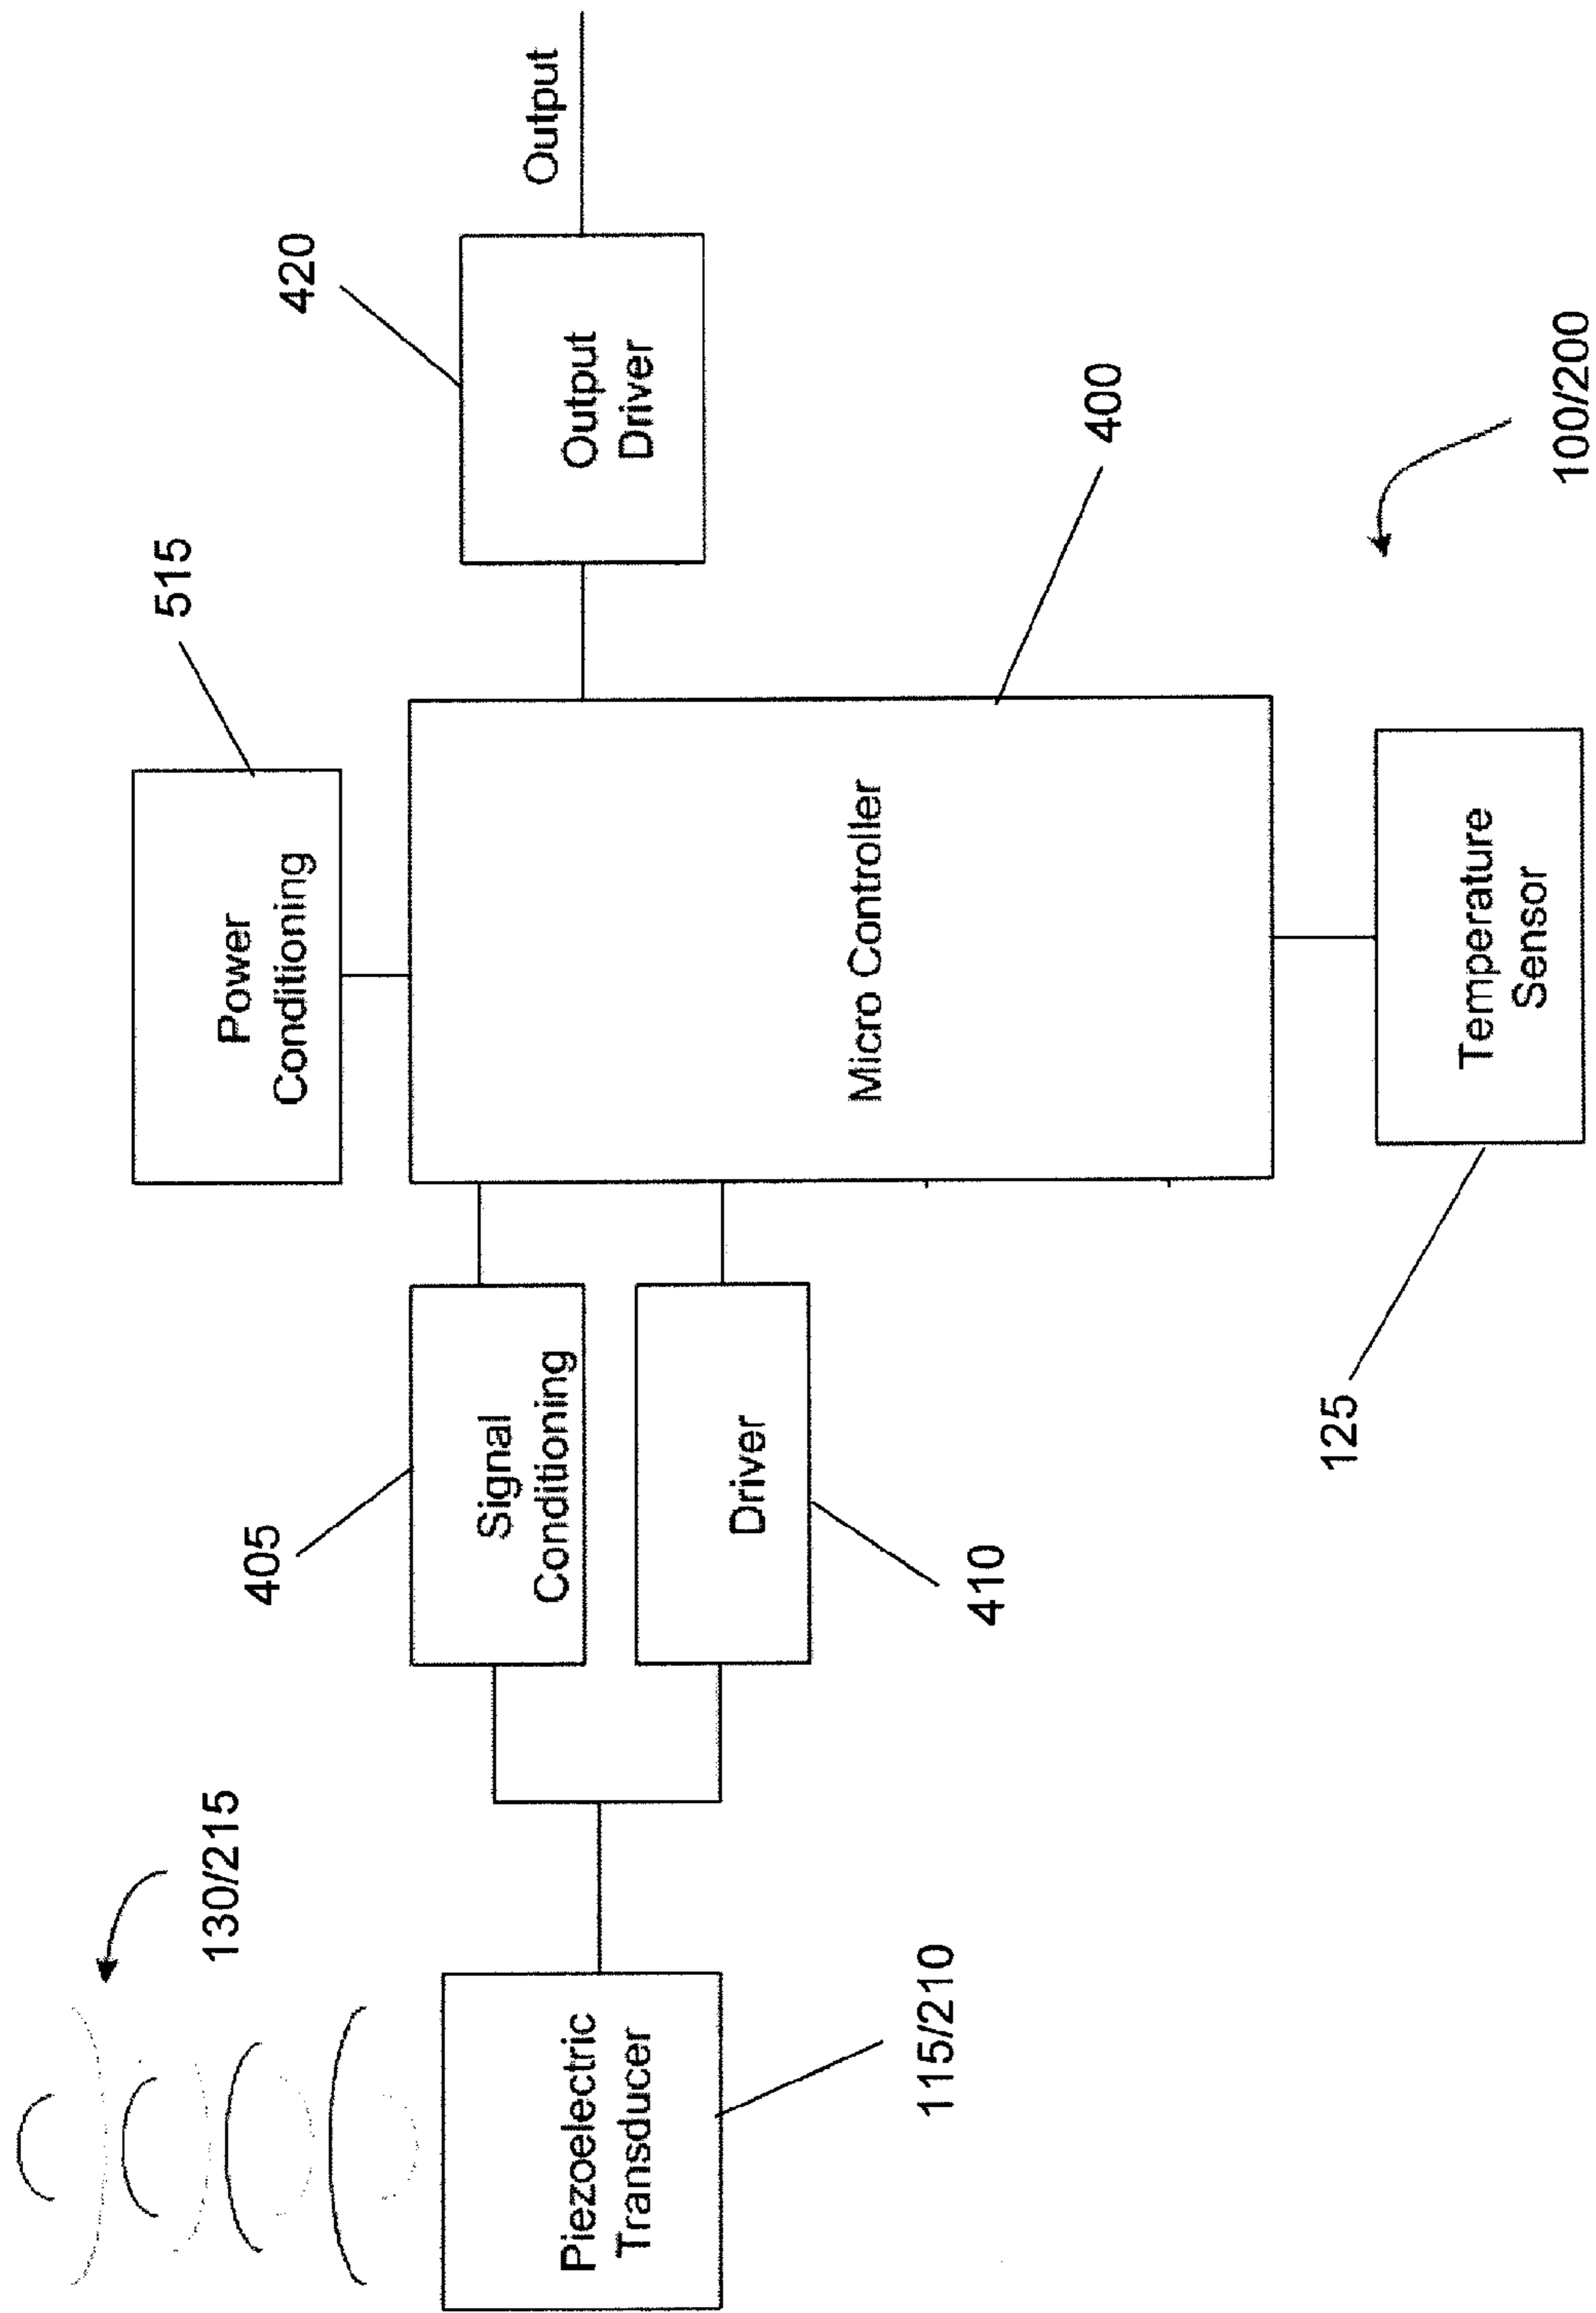 515
Power
Conditioning
420
Output
Driver
Output
130/215
405
Signal
Conditioning
Piezoelectric
Transducer
115/210
Driver
410
Micro Controller
400
125
Temperature
Sensor
100/200